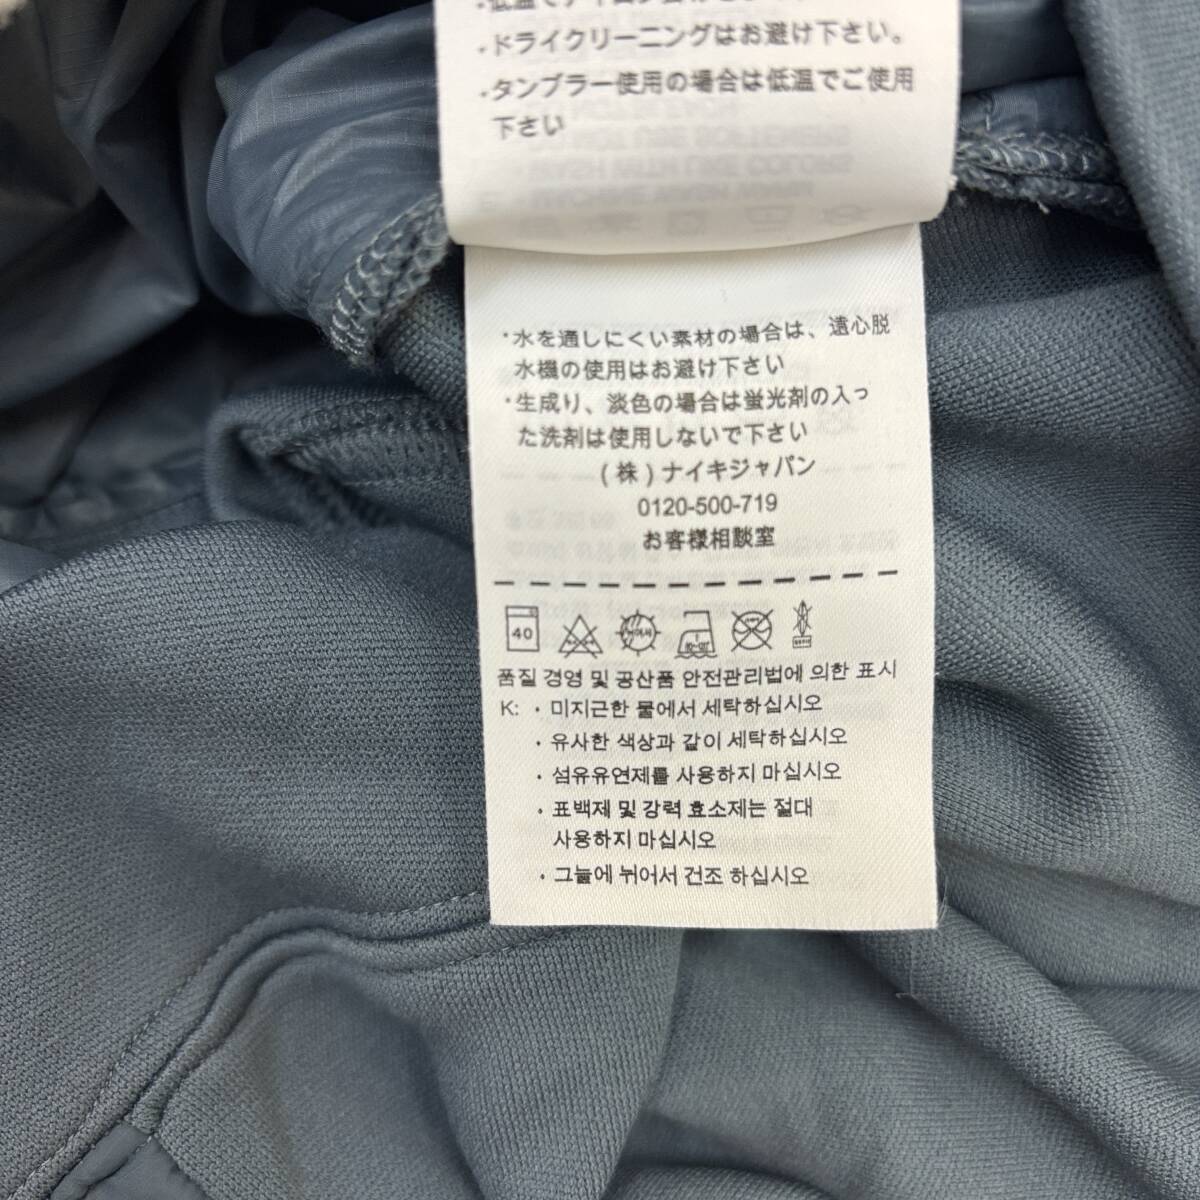 ・ドライクリーニングはお避け下さい。
・タンブラー使用の場合は低温でご使用
下さい
・水を通しにくい素材の場合は、遠心脱
水機の使用はお避け下さい
・生成り、淡色の場合は蛍光剤の入っ
た洗剤は使用しないで下さい
(株)ナイキジャパン
0120-500-719
お客様相談室
40
품질 경영 및 공산품 안전관리법에 의한 표시
K: · 미지근한 물에서 세탁하십시오
· 유사한 색상과 같이 세탁하십시오
· 섬유유연제를 사용하지 마십시오
· 표백제 및 강력 효소제는 절대
사용하지 마십시오
· 그늘에 뉘어서 건조 하십시오